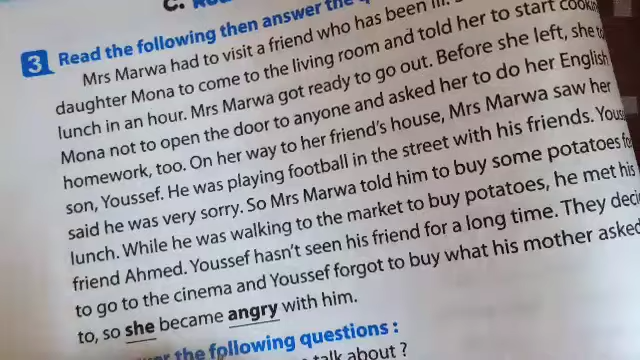 C.
3 Read the following then answer the
Mrs Marwa had to visit a friend who has been ill.
daughter Mona to come to the living room and told her to start cookin
lunch in an hour. Mrs Marwa got ready to go out. Before she left, she to
Mona not to open the door to anyone and asked her to do her English
homework, too. On her way to her friend's house, Mrs Marwa saw her
son, Youssef. He was playing football in the street with his friends. Yous
said he was very sorry. So Mrs Marwa told him to buy some potatoes fo
lunch. While he was walking to the market to buy potatoes, he met his
friend Ahmed. Youssef hasn't seen his friend for a long time. They deci
to go to the cinema and Youssef forgot to buy what his mother asked
to, so she became angry with him.
the following questions :
talk about ?